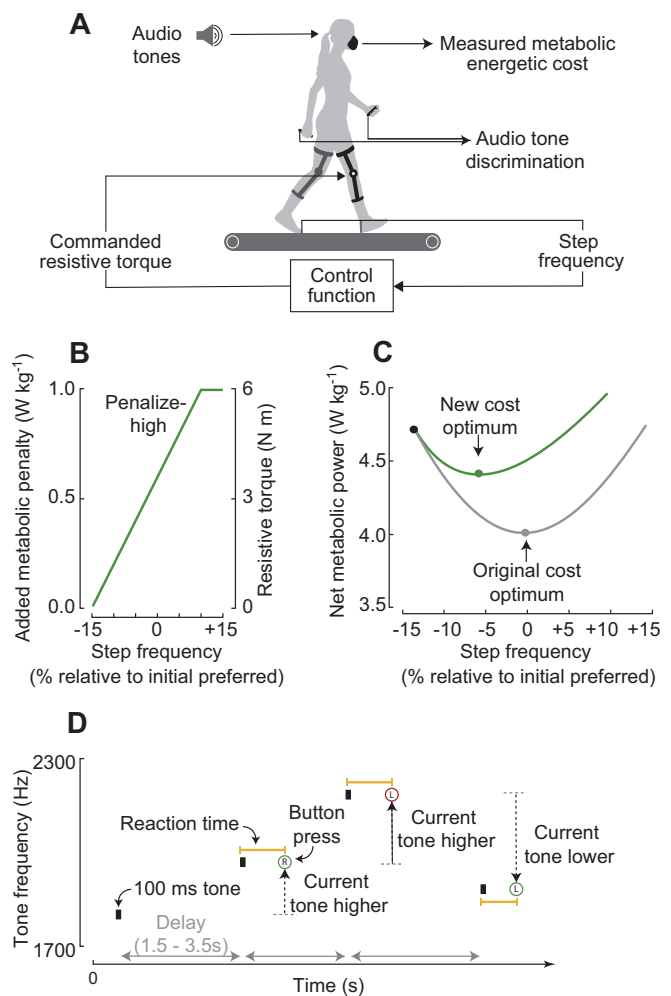 A
Audio
tones
Measured metabolic
energetic cost
Audio tone
discrimination
Commanded
resistive torque
Step
frequency
Control
function
B
Added metabolic penalty (W kg-1)
1.0
0.5
0.0
Penalize-
high
6
3
0
Resistive torque (N m)
-15
0
+15
Step frequency
(% relative to initial preferred)
C
Net metabolic power (W kg-1)
5.0
4.5
4.0
3.5
New cost
optimum
Original cost
optimum
-15 -10 -5 0 +5 +10 +15
Step frequency
(% relative to initial preferred)
D
Tone frequency (Hz)
2300
1700
Reaction time
Button
press
100 ms tone
R
Current
tone higher
L
Current
tone higher
Current
tone lower
L
Delay
(1.5 - 3.5s)
0
Time (s)